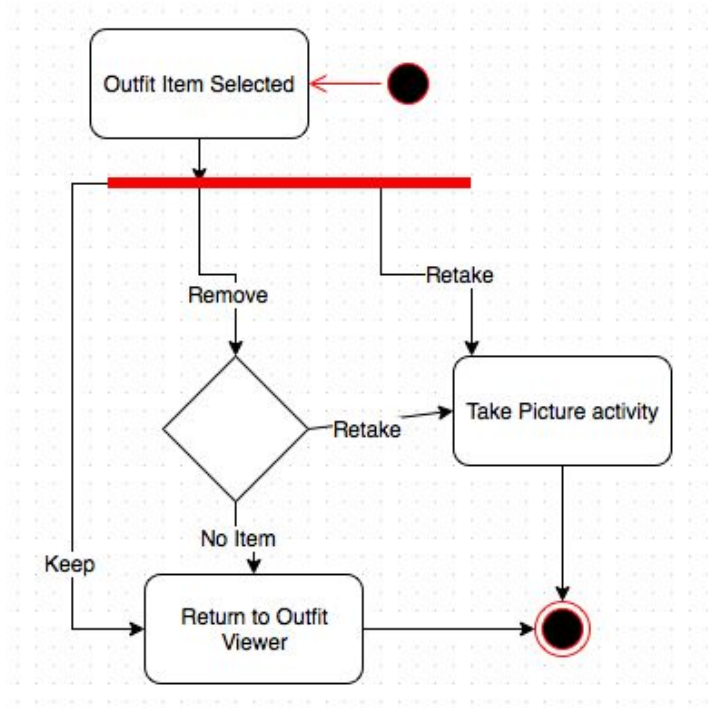 Outfit Item Selected
Remove
Retake
Take Picture activity
Retake
No Item
Keep
Return to Outfit
Viewer